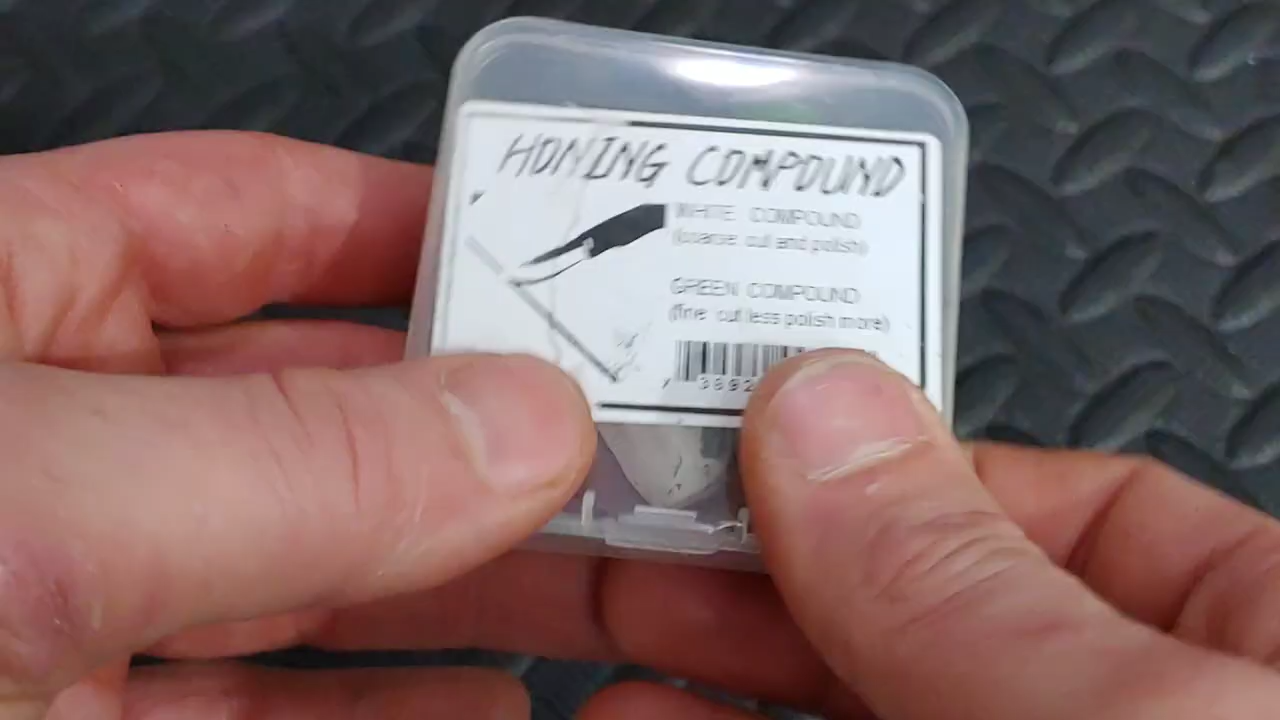 HONING COMPOUND
WHITE COMPOUND
(coarse cut and polish)
GREEN COMPOUND
(fine cut less polish more)